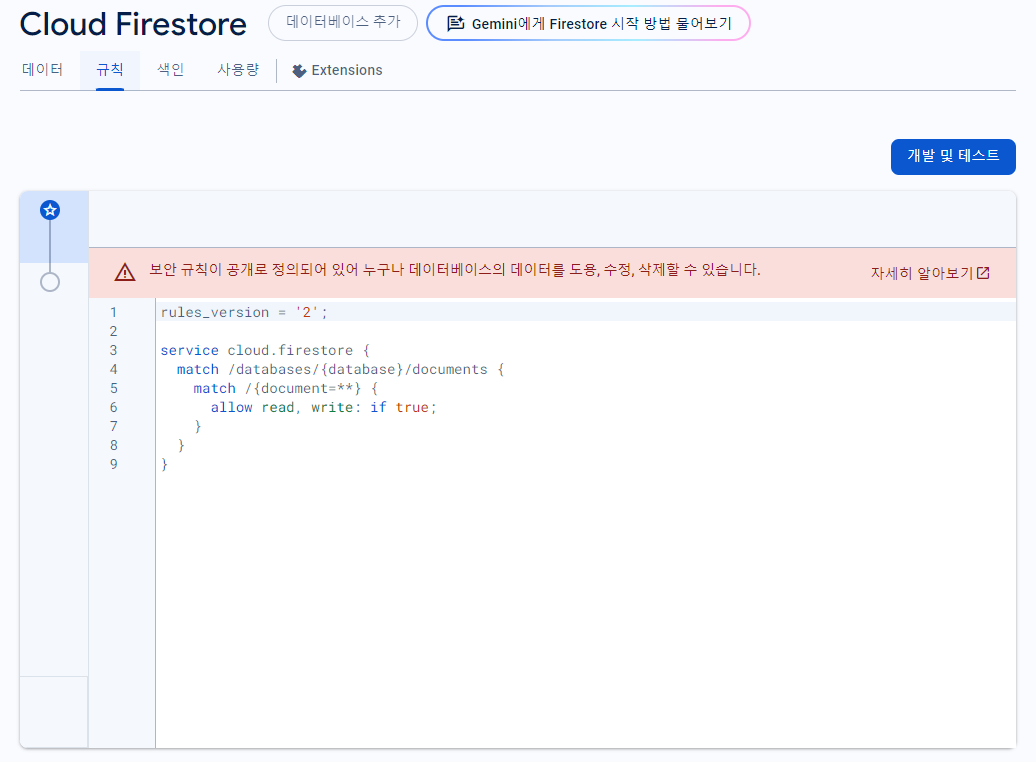 Cloud Firestore
데이터베이스 추가
Gemini에게 Firestore 시작 방법 물어보기
데이터 규칙 색인 사용량 Extensions
개발 및 테스트
보안 규칙이 공개로 정의되어 있어 누구나 데이터베이스의 데이터를 도용, 수정, 삭제할 수 있습니다.
자세히 알아보기
1 rules_version = '2';
2
3 service cloud.firestore {
4 match /databases/{database}/documents {
5 match /{document=**} {
6 allow read, write: if true;
7 }
8 }
9 }